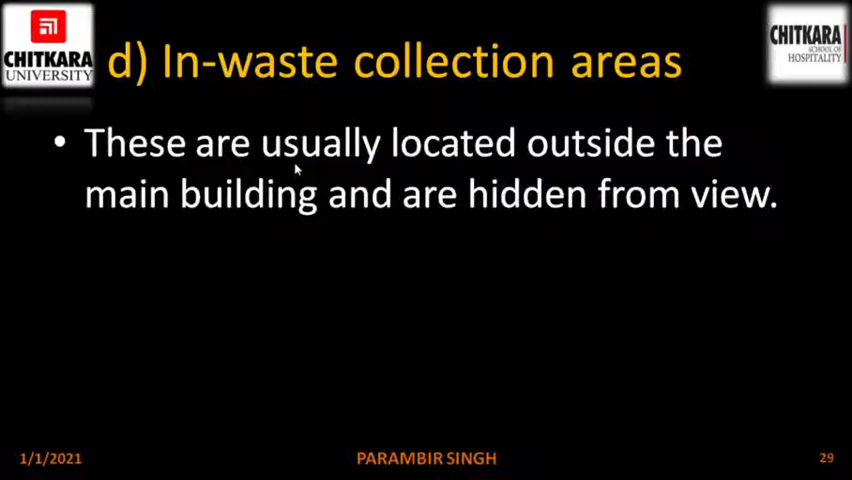 CHITKARA
UNIVERSITY
CHITKARA
SCHOOL OF
HOSPITALITY
d) In-waste collection areas
• These are usually located outside the
main building and are hidden from view.
1/1/2021
PARAMBIR SINGH
29